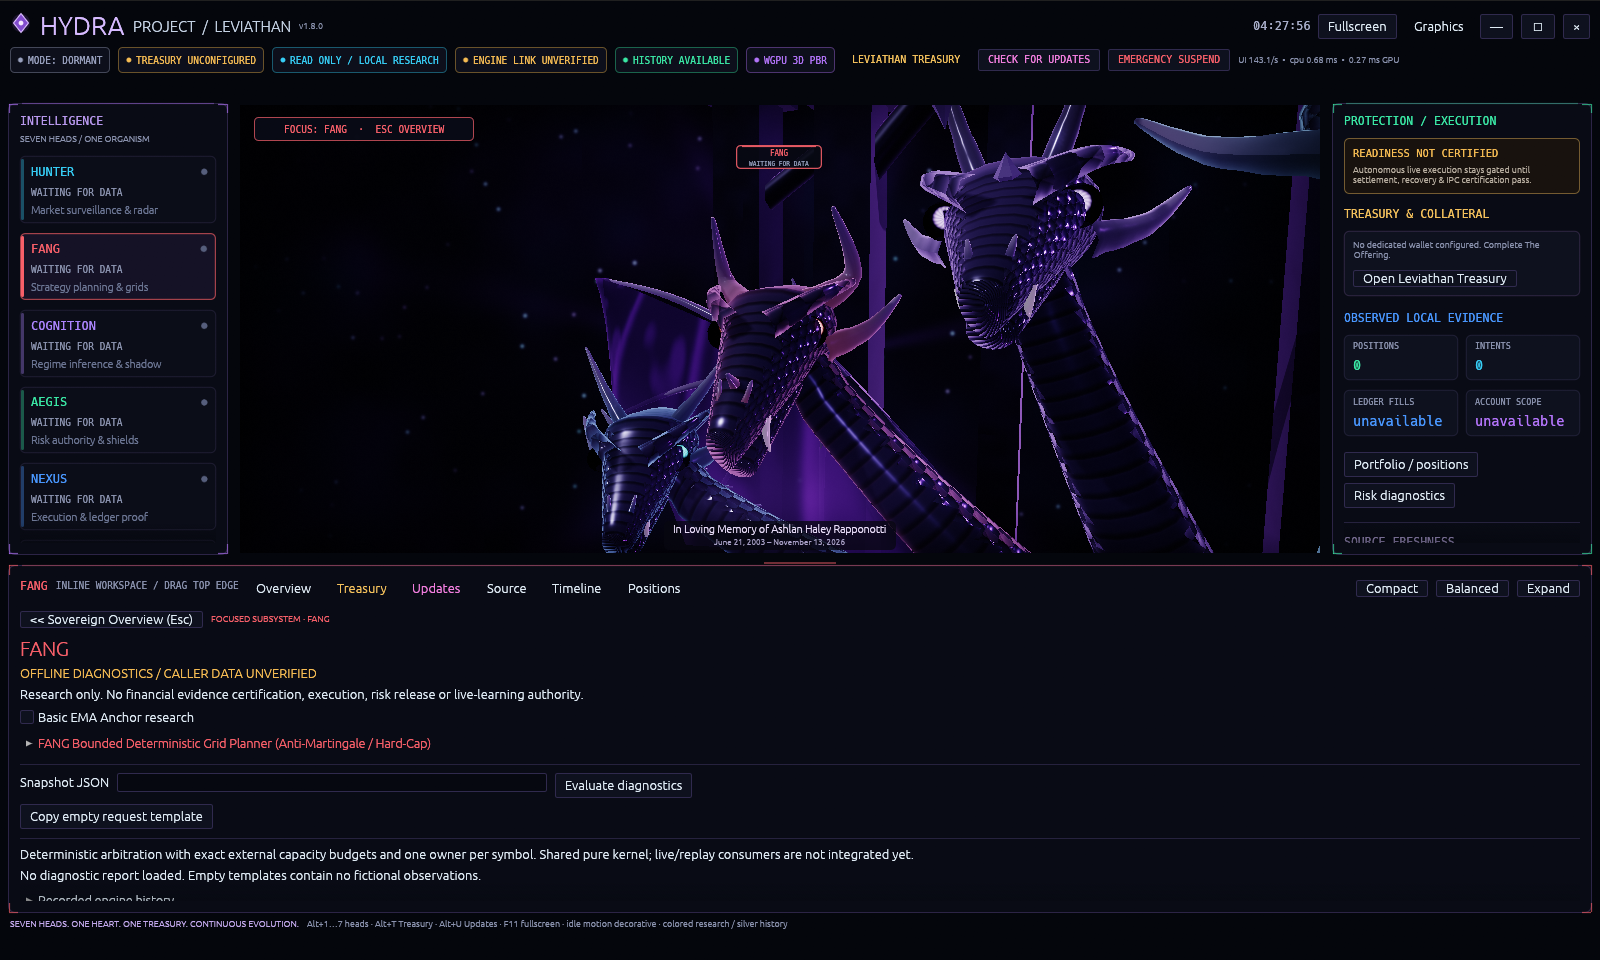 HYDRA PROJECT / LEVIATHAN v1.8.0
04:27:56 Fullscreen Graphics
MODE: DORMANT
TREASURY UNCONFIGURED
READ ONLY / LOCAL RESEARCH
ENGINE LINK UNVERIFIED
HISTORY AVAILABLE
WGPU 3D PBR
LEVIATHAN TREASURY
CHECK FOR UPDATES
EMERGENCY SUSPEND
UI 143.1/s • cpu 0.68 ms • 0.27 ms GPU
INTELLIGENCE
SEVEN HEADS / ONE ORGANISM
HUNTER
WAITING FOR DATA
Market surveillance & radar
FANG
WAITING FOR DATA
Strategy planning & grids
COGNITION
WAITING FOR DATA
Regime inference & shadow
AEGIS
WAITING FOR DATA
Risk authority & shields
NEXUS
WAITING FOR DATA
Execution & ledger proof
FOCUS: FANG · ESC OVERVIEW
FANG
WAITING FOR DATA
In Loving Memory of Ashlan Haley Rapponotti
June 21, 2003 – November 13, 2026
PROTECTION / EXECUTION
READINESS NOT CERTIFIED
Autonomous live execution stays gated until
settlement, recovery & IPC certification pass.
TREASURY & COLLATERAL
No dedicated wallet configured. Complete The
Offering.
Open Leviathan Treasury
OBSERVED LOCAL EVIDENCE
POSITIONS
0
INTENTS
0
LEDGER FILLS
unavailable
ACCOUNT SCOPE
unavailable
Portfolio / positions
Risk diagnostics
SOURCE FRESHNESS
FANG INLINE WORKSPACE / DRAG TOP EDGE
Overview Treasury Updates Source Timeline Positions
Compact Balanced Expand
<< Sovereign Overview (Esc)
FOCUSED SUBSYSTEM · FANG
FANG
OFFLINE DIAGNOSTICS / CALLER DATA UNVERIFIED
Research only. No financial evidence certification, execution, risk release or live-learning authority.
Basic EMA Anchor research
FANG Bounded Deterministic Grid Planner (Anti-Martingale / Hard-Cap)
Snapshot JSON
Evaluate diagnostics
Copy empty request template
Deterministic arbitration with exact external capacity budgets and one owner per symbol. Shared pure kernel; live/replay consumers are not integrated yet.
No diagnostic report loaded. Empty templates contain no fictional observations.
Recorded engine history
SEVEN HEADS. ONE HEART. ONE TREASURY. CONTINUOUS EVOLUTION. Alt+1…7 heads · Alt+T Treasury · Alt+U Updates · F11 fullscreen · idle motion decorative · colored research / silver history